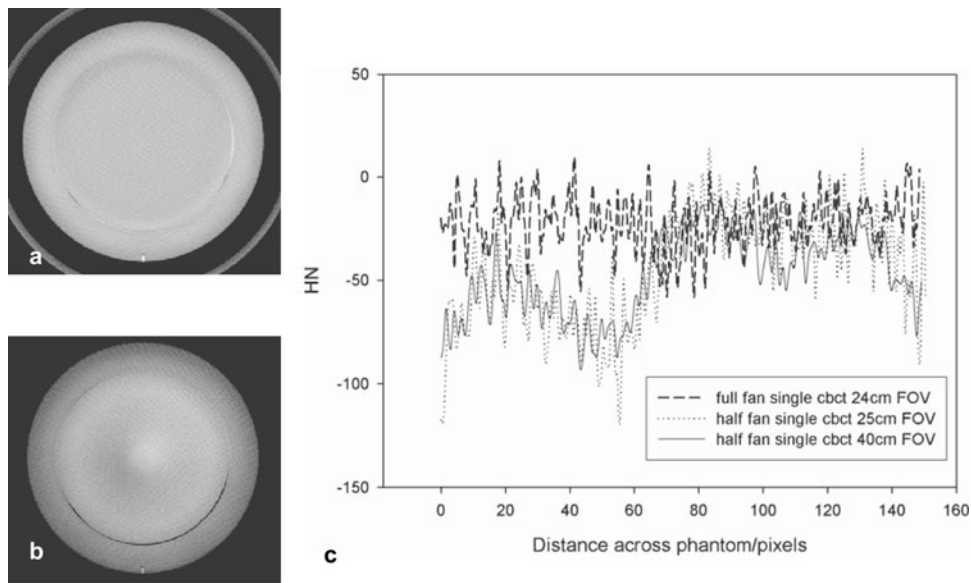 a
b
c
50
0
-50
-100
-150
HN
0 20 40 60 80 100 120 140 160
Distance across phantom/pixels
full fan single cbct 24cm FOV
half fan single cbct 25cm FOV
half fan single cbct 40cm FOV